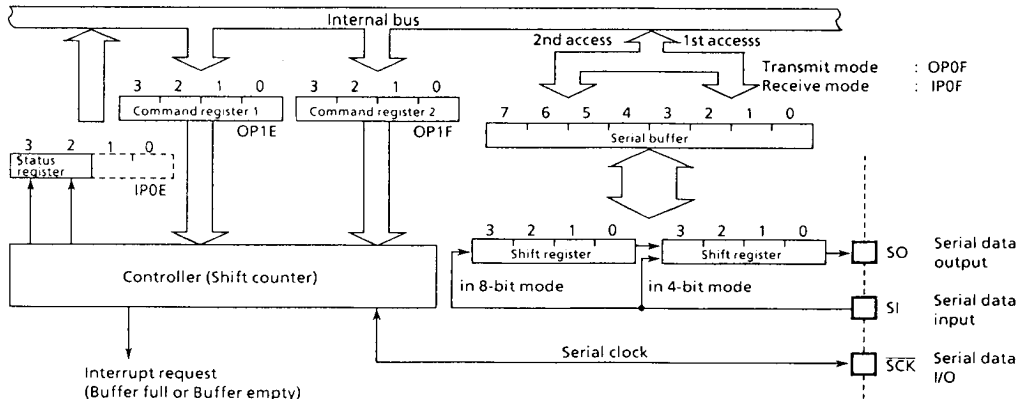 Internal bus
2nd access
1st accesss
Transmit mode : OP0F
Receive mode : IP0F
3 2 1 0
Command register 1
OP1E
3 2 1 0
Command register 2
OP1F
7 6 5 4 3 2 1 0
Serial buffer
3 2 1 0
Status
register
IP0E
Controller (Shift counter)
3 2 1 0
Shift register
3 2 1 0
Shift register
in 8-bit mode
in 4-bit mode
SO Serial data
output
SI Serial data
input
Serial clock
SCK Serial data
I/O
Interrupt request
(Buffer full or Buffer empty)